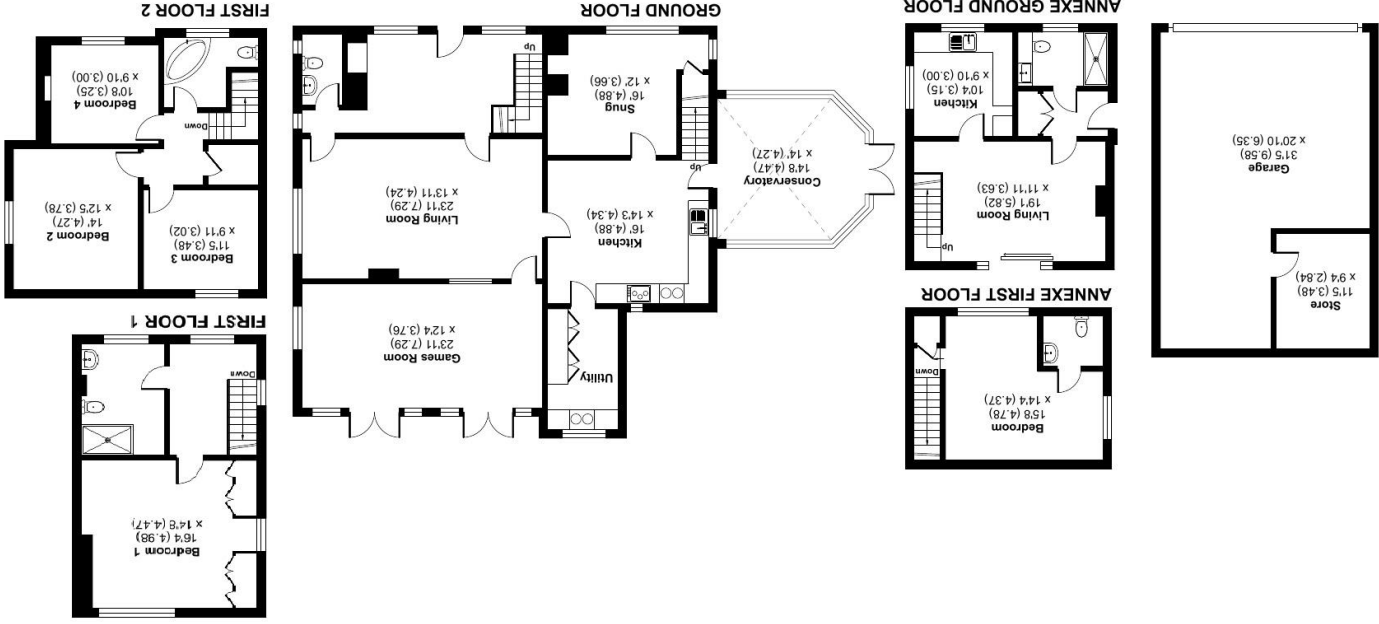 Store
11'5 (3.48)
x 9'4 (2.84)
Garage
31'5 (9.58)
x 20'10 (6.35)
Bedroom
15'8 (4.78)
x 14'4 (4.37)
Down
ANNEXE FIRST FLOOR
Up
Living Room
19'1 (5.82)
x 11'11 (3.63)
Kitchen
10'4 (3.15)
x 9'10 (3.00)
ANNEXE GROUND FLOOR
Utility
Games Room
23'11 (7.29)
x 12'4 (3.76)
Conservatory
14'8 (4.47)
x 14' (4.27)
Kitchen
16' (4.88)
x 14'3 (4.34)
Living Room
23'11 (7.29)
x 13'11 (4.24)
Up
Snug
16' (4.88)
x 12' (3.66)
Up
GROUND FLOOR
Bedroom 1
16'4 (4.98)
x 14'8 (4.47)
Down
FIRST FLOOR 1
Bedroom 3
11'5 (3.48)
x 9'11 (3.02)
Bedroom 2
14' (4.27)
x 12'5 (3.78)
Down
Bedroom 4
10'8 (3.25)
x 9'10 (3.00)
FIRST FLOOR 2